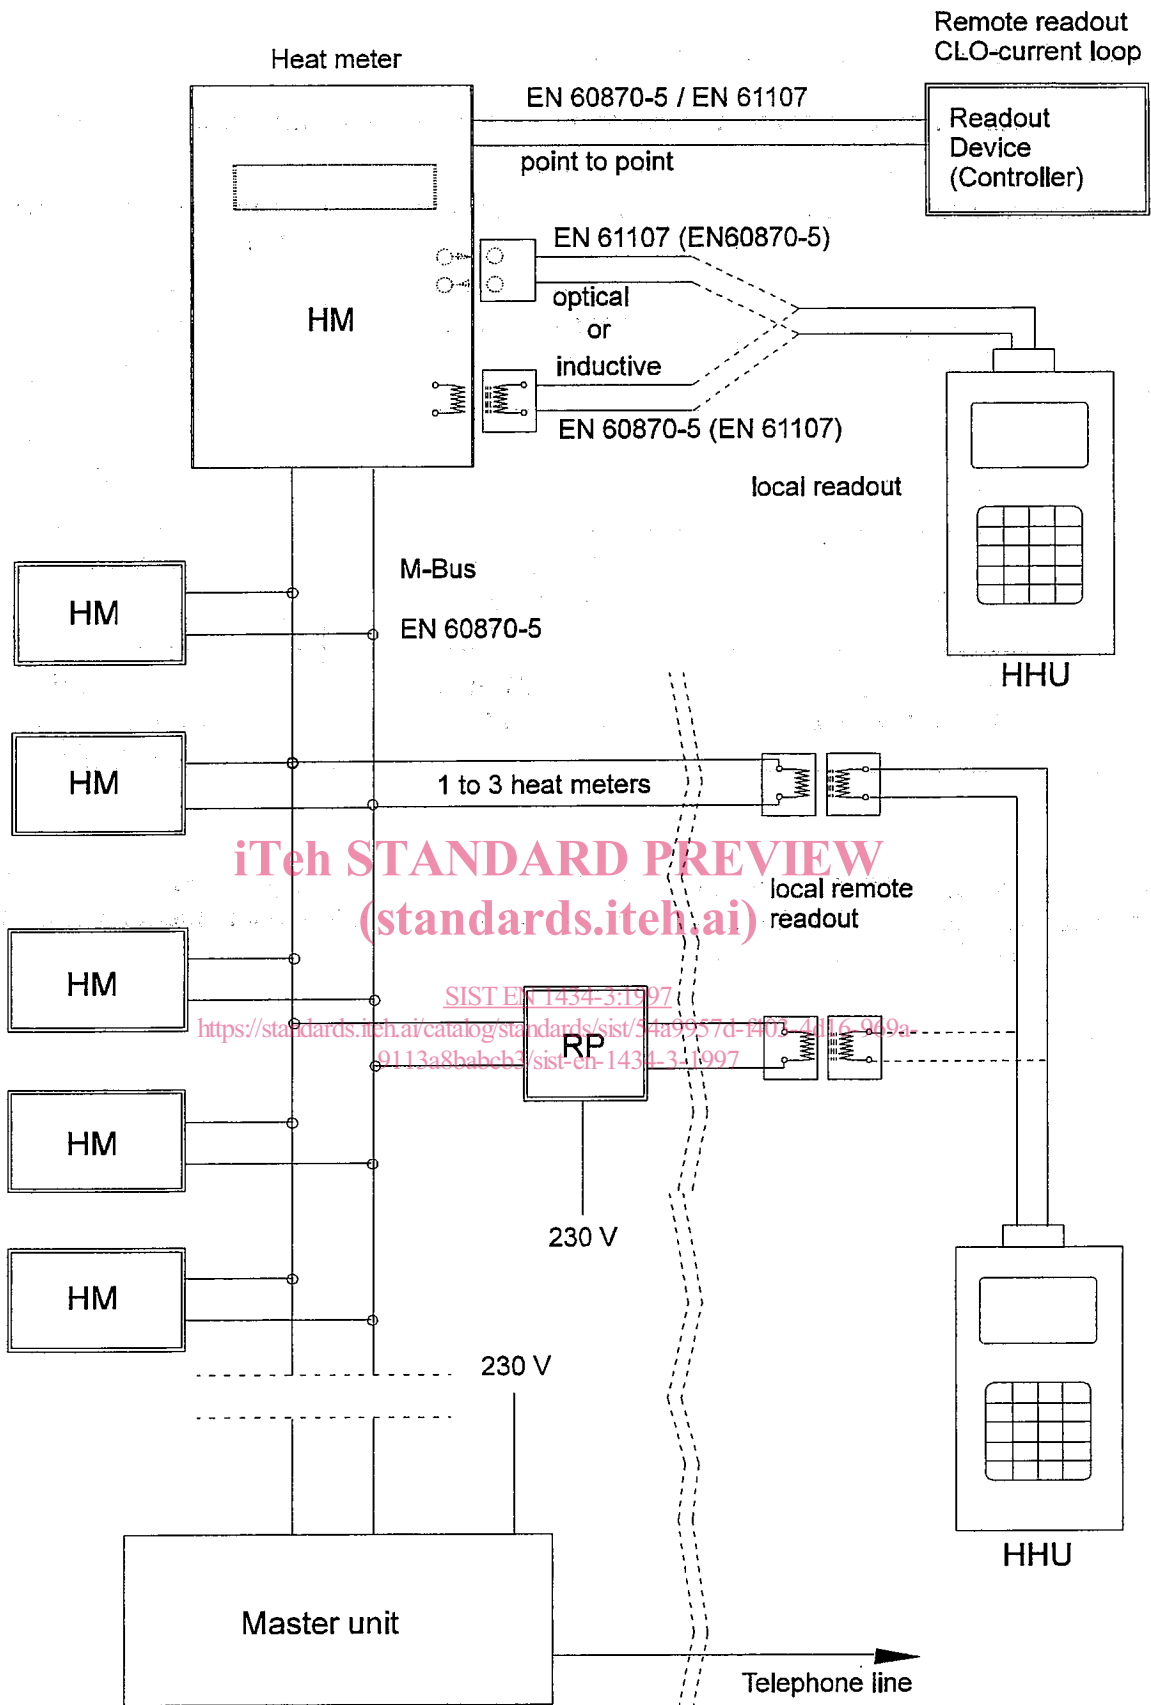 Remote readout
CLO-current loop
Heat meter
EN 60870-5 / EN 61107
Readout
Device
(Controller)
point to point
EN 61107 (EN60870-5)
optical
or
inductive
HM
EN 60870-5 (EN 61107)
local readout
M-Bus
HM
EN 60870-5
HHU
HM
1 to 3 heat meters
iTeh STANDARD PREVIEW
(standards.iteh.ai)
local remote
readout
HM
SIST EN 1434-3:1997
https://standards.iteh.ai/catalog/standards/sist/54a9957d-f403-4d16-969a-
9113a8babcb3/sist-en-1434-3-1997
RP
HM
230 V
HM
230 V
HHU
Master unit
Telephone line